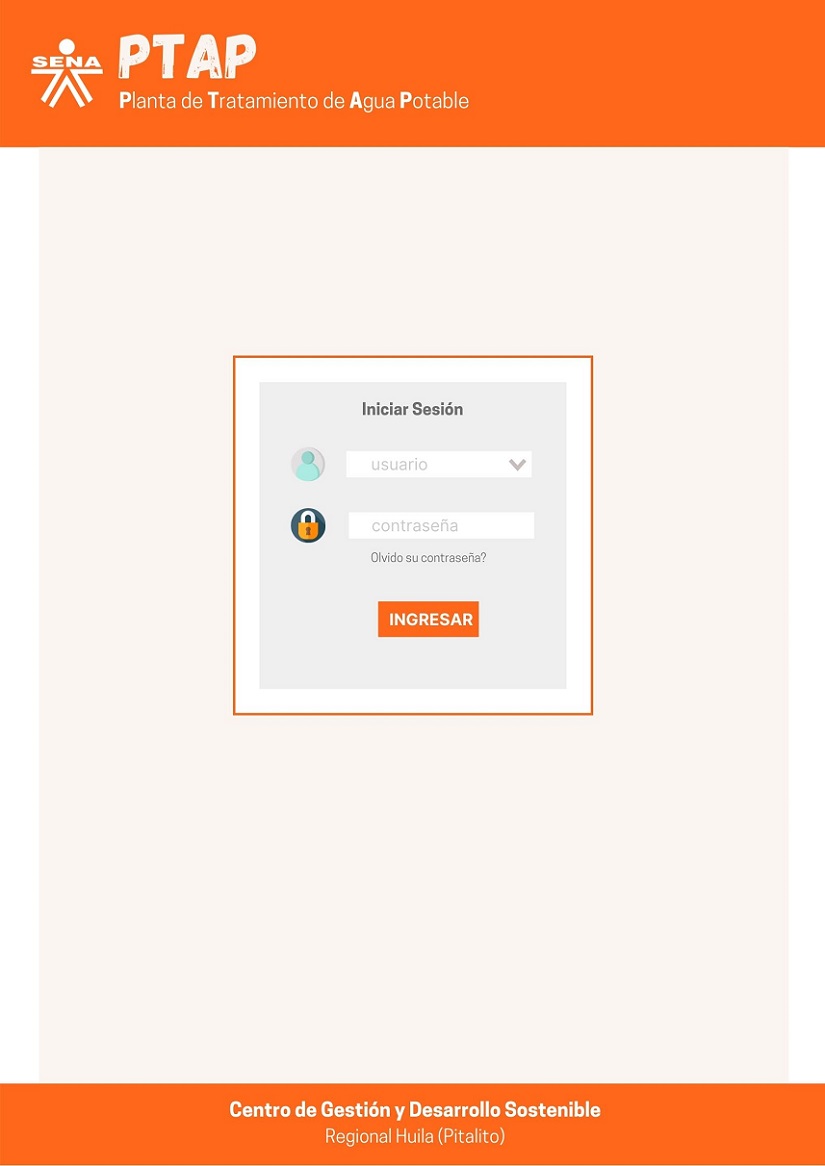 SENA
PTAP
Planta de Tratamiento de Agua Potable
Iniciar Sesión
usuario
contraseña
Olvido su contraseña?
INGRESAR
Centro de Gestión y Desarrollo Sostenible
Regional Huila (Pitalito)